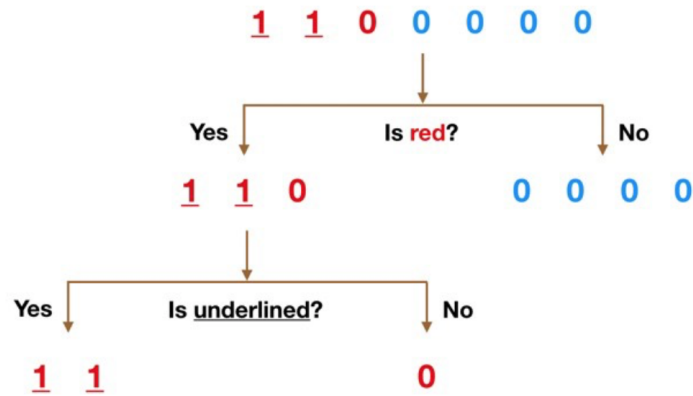 1 1 0 0 0 0 0
Yes Is red? No
1 1 0 0 0 0 0
Yes Is underlined? No
1 1 0